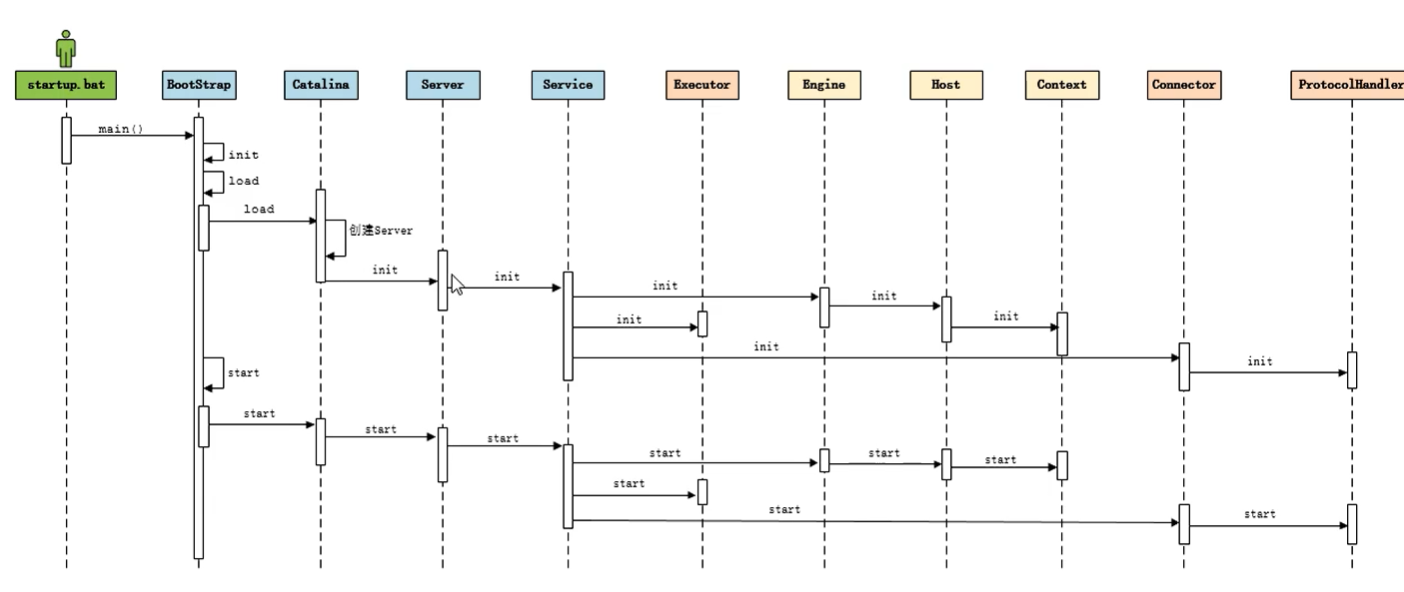 startup.bat
BootStrap
Catalina
Server
Service
Executor
Engine
Host
Context
Connector
ProtocolHandler
main()
init
load
load
创建Server
init
init
init
init
init
init
init
init
start
start
start
start
start
start
start
start
start
start